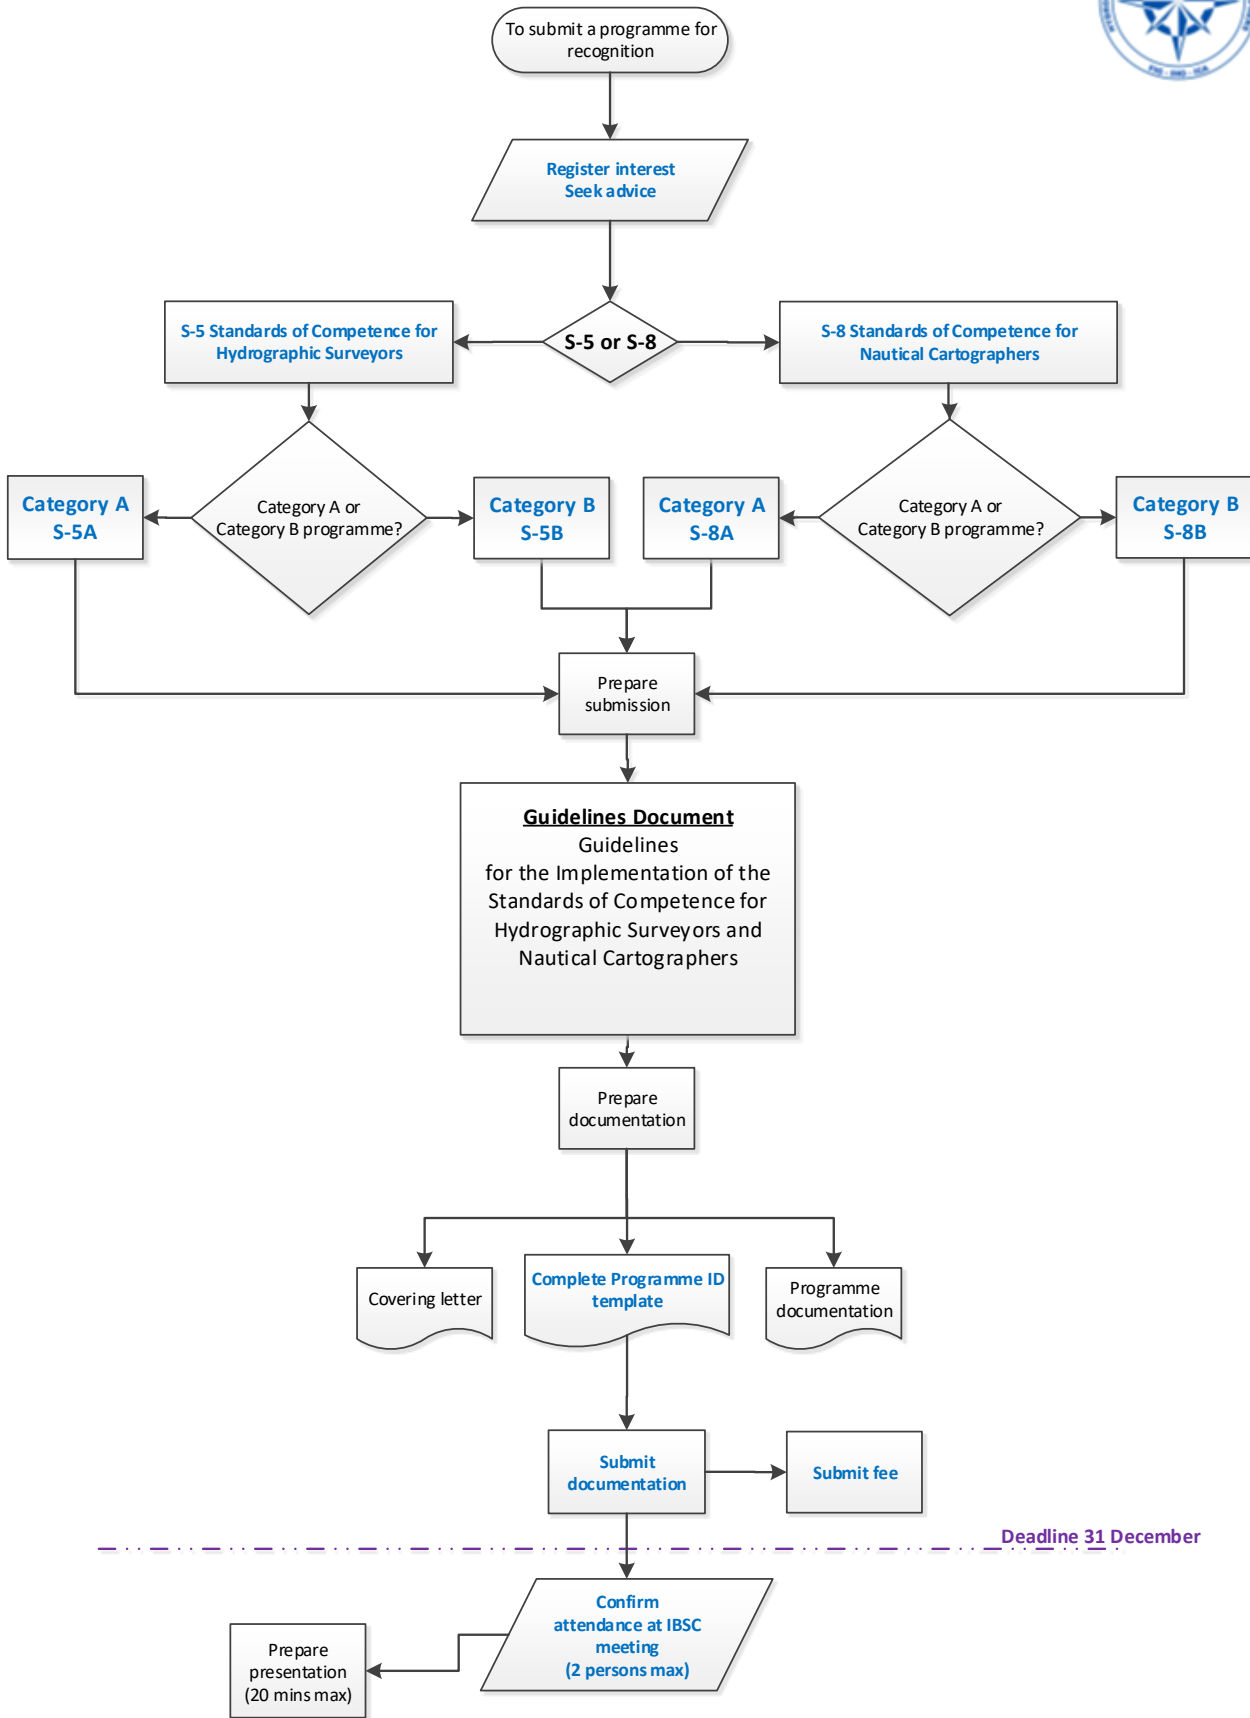 To submit a programme for
recognition
FIG - IHO - ICA
Register interest
Seek advice
S-5 Standards of Competence for
Hydrographic Surveyors
S-5 or S-8
S-8 Standards of Competence for
Nautical Cartographers
Category A
S-5A
Category A or
Category B programme?
Category B
S-5B
Category A
S-8A
Category A or
Category B programme?
Category B
S-8B
Prepare
submission
Guidelines Document
Guidelines
for the Implementation of the
Standards of Competence for
Hydrographic Surveyors and
Nautical Cartographers
Prepare
documentation
Covering letter
Complete Programme ID
template
Programme
documentation
Submit
documentation
Submit fee
Deadline 31 December
Confirm
attendance at IBSC
meeting
(2 persons max)
Prepare
presentation
(20 mins max)